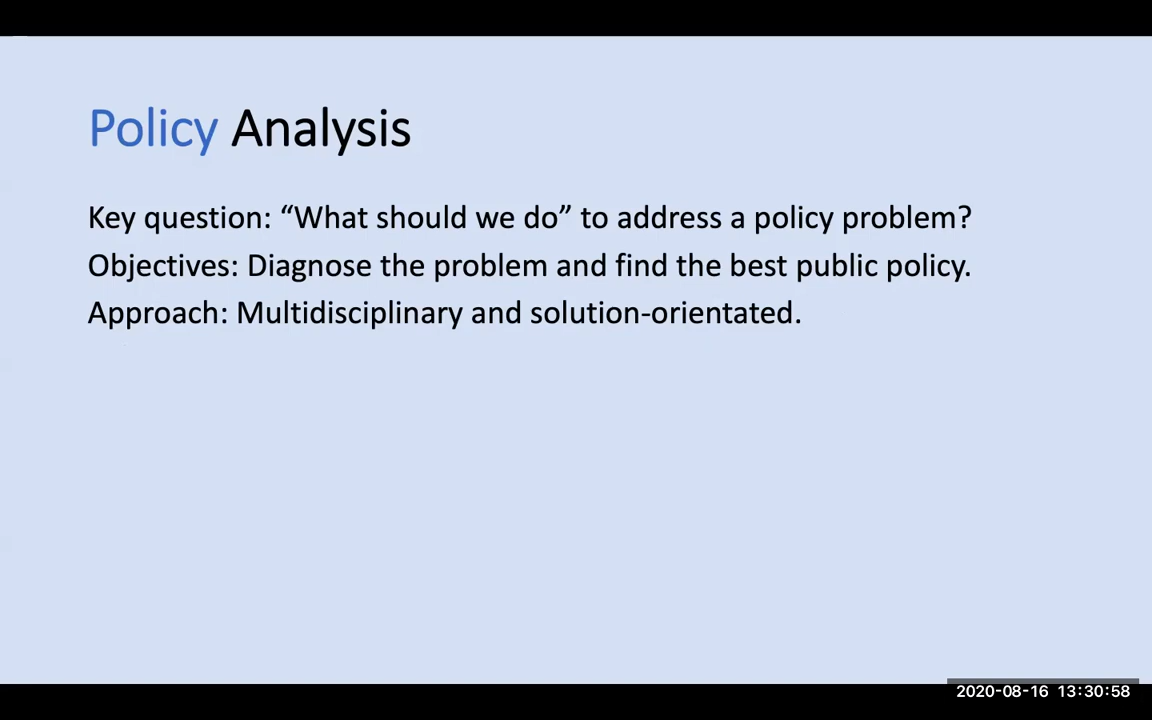 Policy Analysis
Key question: “What should we do” to address a policy problem?
Objectives: Diagnose the problem and find the best public policy.
Approach: Multidisciplinary and solution-orientated.
2020-08-16 13:30:58